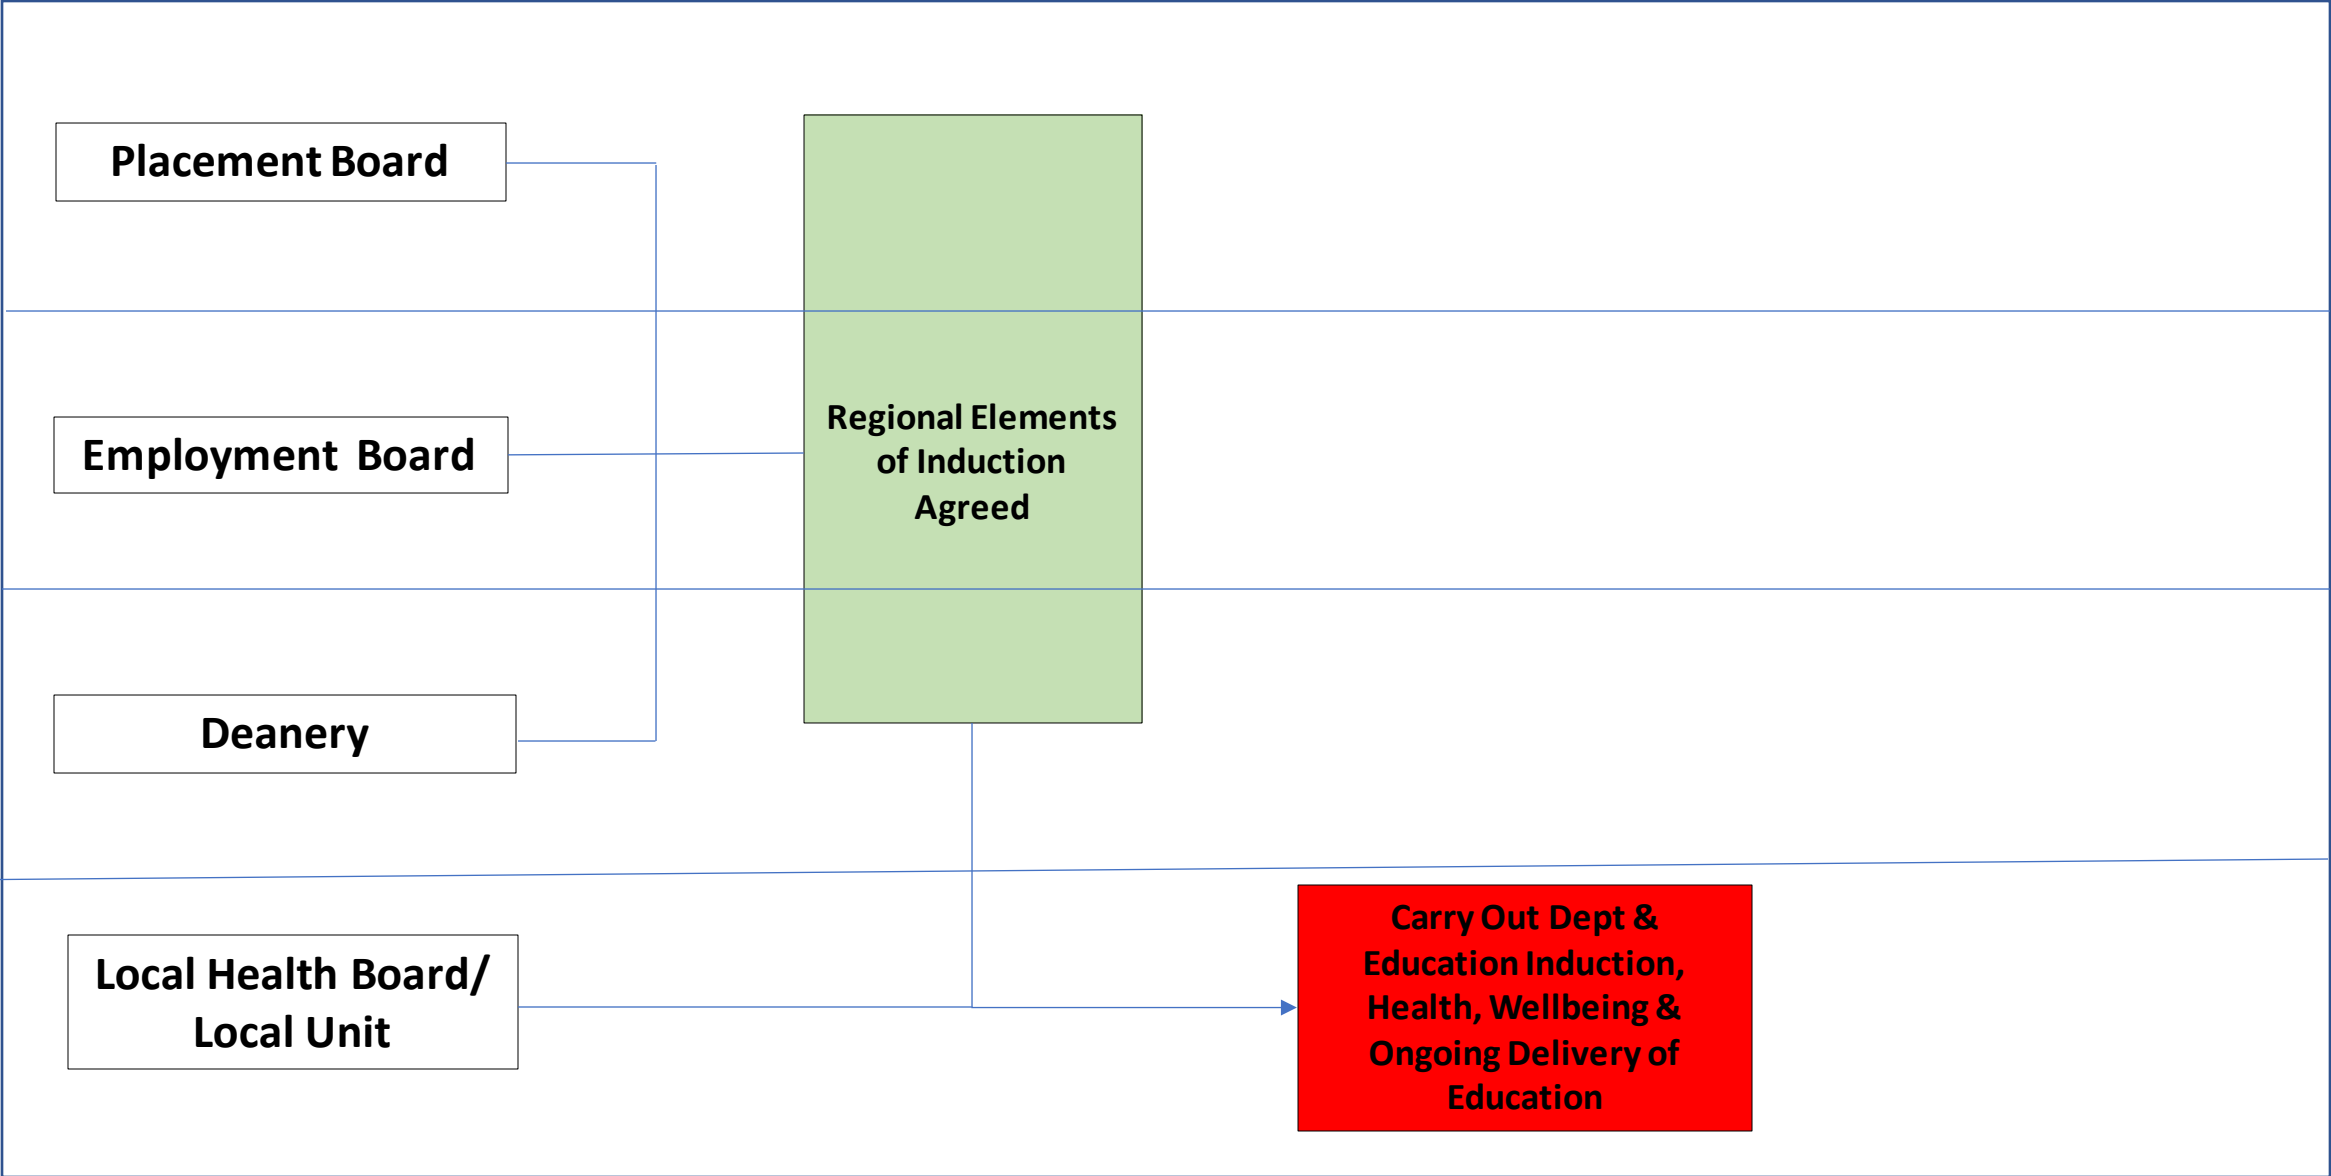 Placement Board
Employment Board
Regional Elements
of Induction
Agreed
Deanery
Local Health Board/
Local Unit
Carry Out Dept &
Education Induction,
Health, Wellbeing &
Ongoing Delivery of
Education